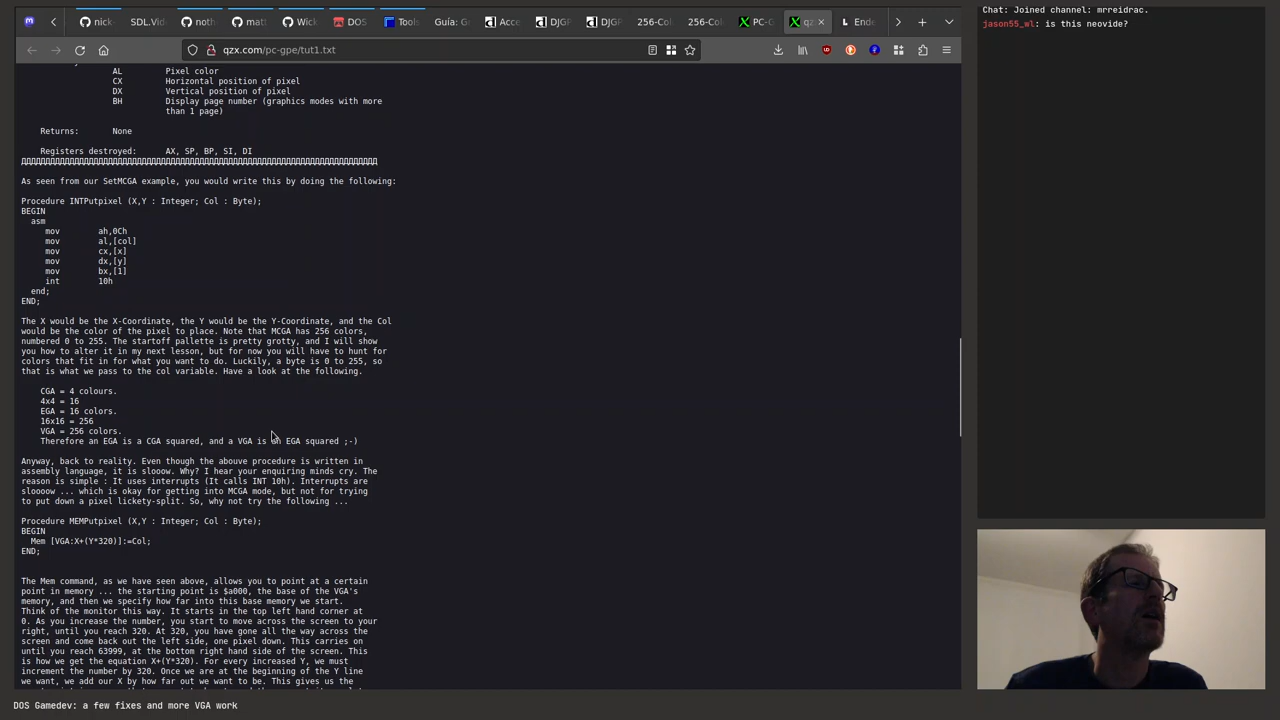 nick-
SDL.Vid
noth
matt
Wick
DOS
Tools
Guía: G
Acce
DJGP
DJGP
256-Col
256-Col
PC-G
qz
Ende
qzx.com/pc-gpe/tut1.txt
AL Pixel color
CX Horizontal position of pixel
DX Vertical position of pixel
BH Display page number (graphics modes with more
than 1 page)
Returns: None
Registers destroyed: AX, SP, BP, SI, DI
ДДДДДДДДДДДДДДДДДДДДДДДДДДДДДДДДДДДДДДДДДДДДДДДДДДДДДДДДДДДДДДДДДДДДДДДДДД
As seen from our SetMCGA example, you would write this by doing the following:
Procedure INTPutpixel (X,Y : Integer; Col : Byte);
BEGIN
asm
mov ah,0Ch
mov al,[col]
mov cx,[x]
mov dx,[y]
mov bx,[1]
int 10h
end;
END;
The X would be the X-Coordinate, the Y would be the Y-Coordinate, and the Col
would be the color of the pixel to place. Note that MCGA has 256 colors,
numbered 0 to 255. The startoff pallette is pretty grotty, and I will show
you how to alter it in my next lesson, but for now you will have to hunt for
colors that fit in for what you want to do. Luckily, a byte is 0 to 255, so
that is what we pass to the col variable. Have a look at the following.
CGA = 4 colours.
4x4 = 16
EGA = 16 colors.
16x16 = 256
VGA = 256 colors.
Therefore an EGA is a CGA squared, and a VGA is an EGA squared ;-)
Anyway, back to reality. Even though the abouve procedure is written in
assembly language, it is slooow. Why? I hear your enquiring minds cry. The
reason is simple : It uses interrupts (It calls INT 10h). Interrupts are
sloooow ... which is okay for getting into MCGA mode, but not for trying
to put down a pixel lickety-split. So, why not try the following ...
Procedure MEMPutpixel (X,Y : Integer; Col : Byte);
BEGIN
Mem [VGA:X+(Y*320)]:=Col;
END;
The Mem command, as we have seen above, allows you to point at a certain
point in memory ... the starting point is $a000, the base of the VGA's
memory, and then we specify how far into this base memory we start.
Think of the monitor this way. It starts in the top left hand corner at
0. As you increase the number, you start to move across the screen to your
right, until you reach 320. At 320, you have gone all the way across the
screen and come back out the left side, one pixel down. This carries on
until you reach 63999, at the bottom right hand side of the screen. This
is how we get the equation X+(Y*320). For every increased Y, we must
increment the number by 320. Once we are at the beginning of the Y line
we want, we add our X by how far out we want to be. This gives us the
Chat: Joined channel: mrreidrac.
jason55_wl: is this neovide?
DOS Gamedev: a few fixes and more VGA work